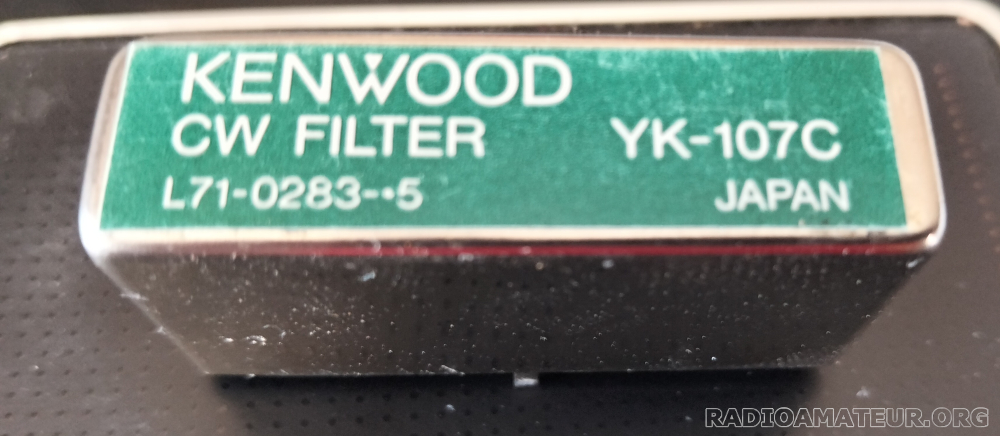 KENWOOD
CW FILTER YK-107C
L71-0283-•5 JAPAN
RADIOAMATEUR.ORG